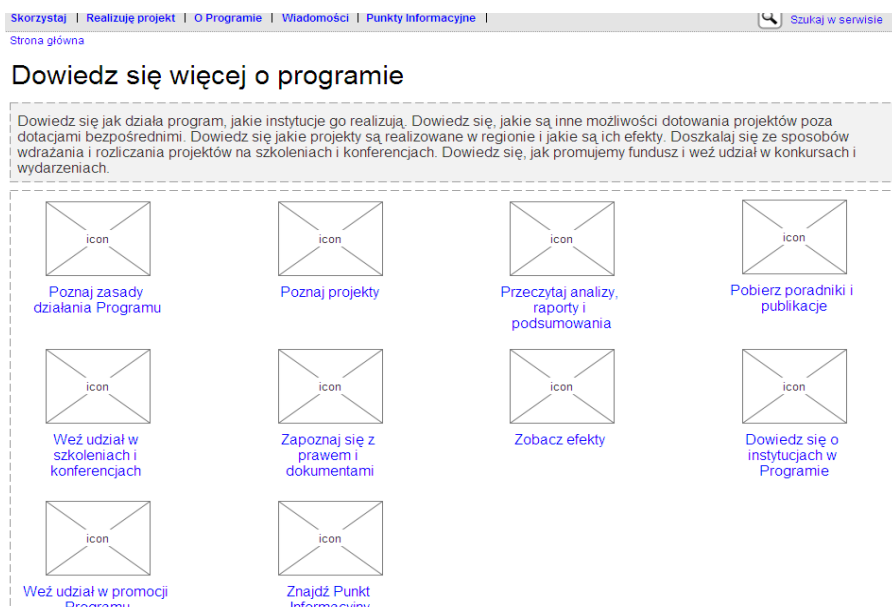 Skorzystaj | Realizuję projekt | O Programie | Wiadomości | Punkty Informacyjne |
Szukaj w serwisie
Strona główna
Dowiedz się więcej o programie
Dowiedz się jak działa program, jakie instytucje go realizują. Dowiedz się, jakie są inne możliwości dotowania projektów poza
dotacjami bezpośrednimi. Dowiedz się jakie projekty są realizowane w regionie i jakie są ich efekty. Doszkalaj się ze sposobów
wdrażania i rozliczania projektów na szkoleniach i konferencjach. Dowiedz się, jak promujemy fundusz i weź udział w konkursach i
wydarzeniach.
icon
Poznaj zasady
działania Programu
icon
Poznaj projekty
icon
Przeczytaj analizy,
raporty i
podsumowania
icon
Pobierz poradniki i
publikacje
icon
Weź udział w
szkoleniach i
konferencjach
icon
Zapoznaj się z
prawem i
dokumentami
icon
Zobacz efekty
icon
Dowiedz się o
instytucjach w
Programie
icon
Weź udział w promocji
Programu
icon
Znajdź Punkt
Informacyjny